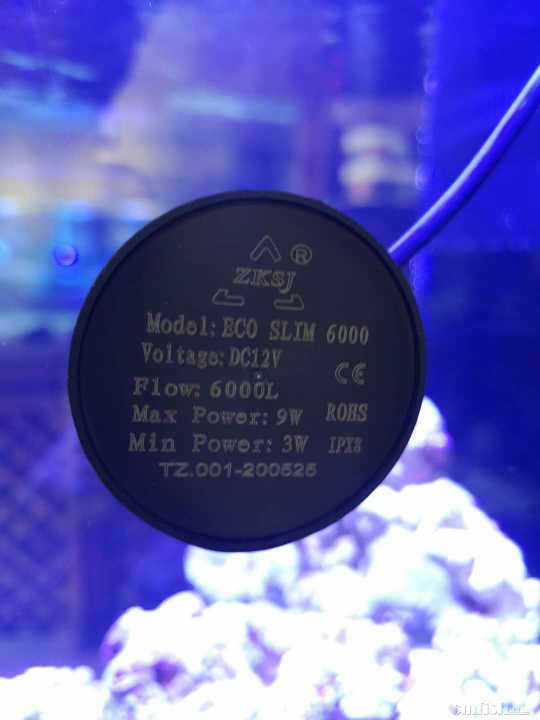 ®
ZKSJ
Model: ECO SLIM 6000
Voltage: DC12V
CE
Flow: 6000L
Max Power: 9W ROHS
Min Power: 3W IPX8
TZ.001-200525